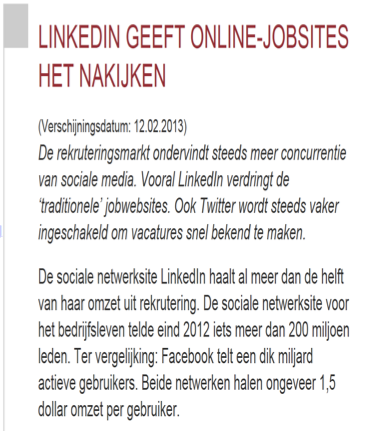 LINKEDIN GEEFT ONLINE-JOBSITES
HET NAKIJKEN
(Verschijningsdatum: 12.02.2013)
De rekruteringsmarkt ondervindt steeds meer concurrentie
van sociale media. Vooral LinkedIn verdringt de
‘traditionele’ jobwebsites. Ook Twitter wordt steeds vaker
ingeschakeld om vacatures snel bekend te maken.
De sociale netwerksite LinkedIn haalt al meer dan de helft
van haar omzet uit rekrutering. De sociale netwerksite voor
het bedrijfsleven telde eind 2012 iets meer dan 200 miljoen
leden. Ter vergelijking: Facebook telt een dik miljard
actieve gebruikers. Beide netwerken halen ongeveer 1,5
dollar omzet per gebruiker.